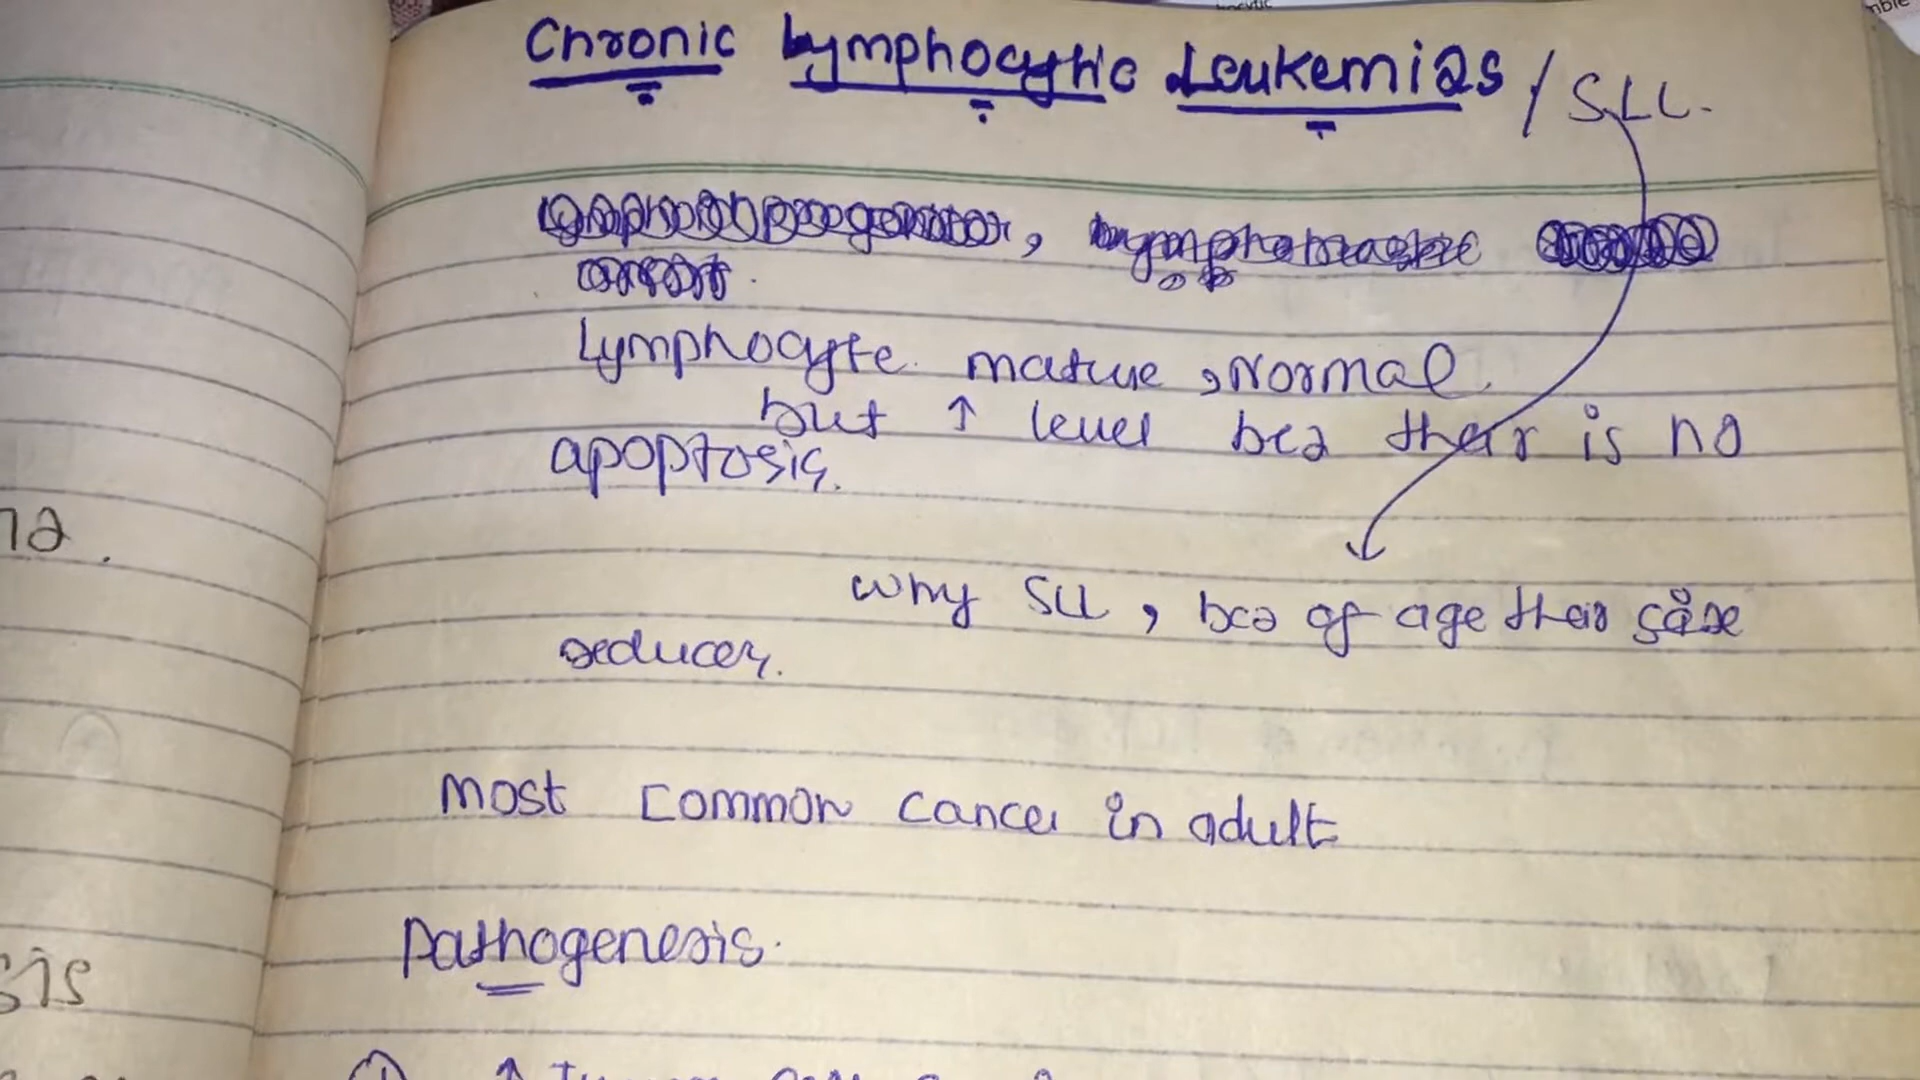 Chronic Lymphocytic Leukemias / SLL.
Lymphocyte mature, Normal.
but ↑ level bcz their is no
apoptosis.
Why SLL, bcz of age their size
reduces.
most common cancer in adult
Pathogenesis.